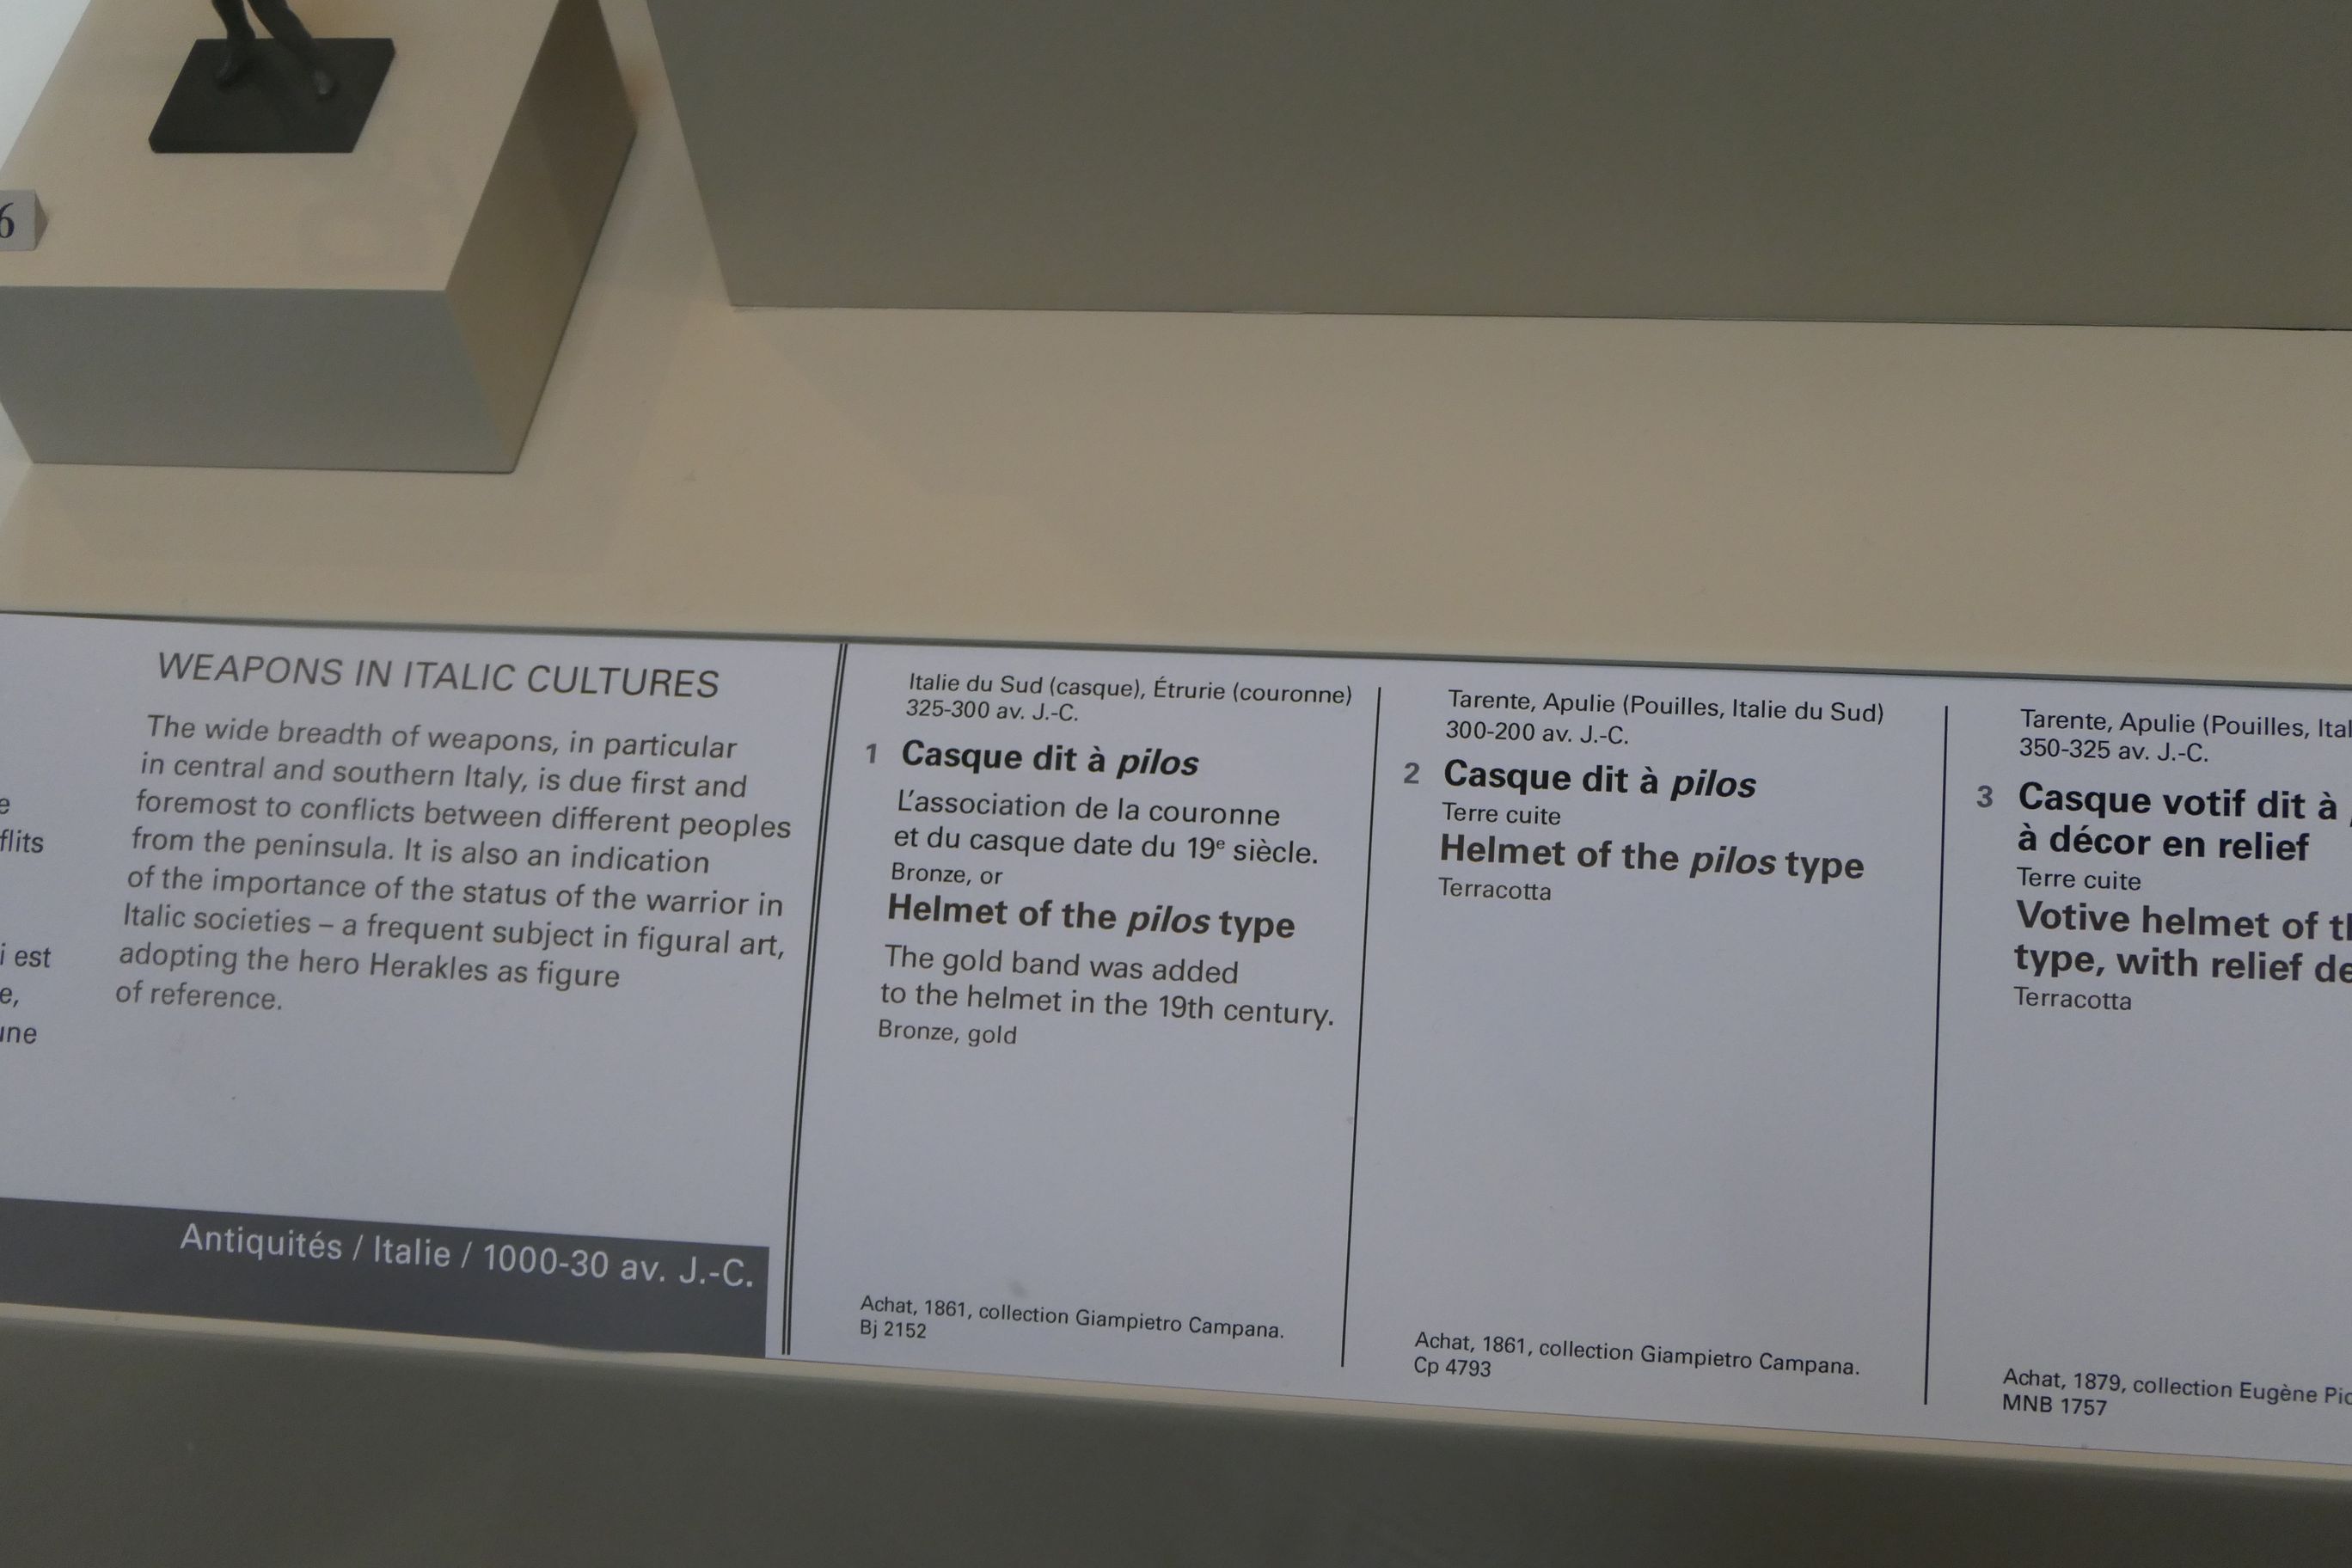 6
e
flits
i est
e,
une
WEAPONS IN ITALIC CULTURES
The wide breadth of weapons, in particular
in central and southern Italy, is due first and
foremost to conflicts between different peoples
from the peninsula. It is also an indication
of the importance of the status of the warrior in
Italic societies – a frequent subject in figural art,
adopting the hero Herakles as figure
of reference.
Antiquités / Italie / 1000-30 av. J.-C.
Italie du Sud (casque), Étrurie (couronne)
325-300 av. J.-C.
1 Casque dit à pilos
L'association de la couronne
et du casque date du 19e siècle.
Bronze, or
Helmet of the pilos type
The gold band was added
to the helmet in the 19th century.
Bronze, gold
Achat, 1861, collection Giampietro Campana.
Bj 2152
Tarente, Apulie (Pouilles, Italie du Sud)
300-200 av. J.-C.
2 Casque dit à pilos
Terre cuite
Helmet of the pilos type
Terracotta
Achat, 1861, collection Giampietro Campana.
Cp 4793
Tarente, Apulie (Pouilles, Ital
350-325 av. J.-C.
3 Casque votif dit à
à décor en relief
Terre cuite
Votive helmet of th
type, with relief de
Terracotta
Achat, 1879, collection Eugène Pio
MNB 1757